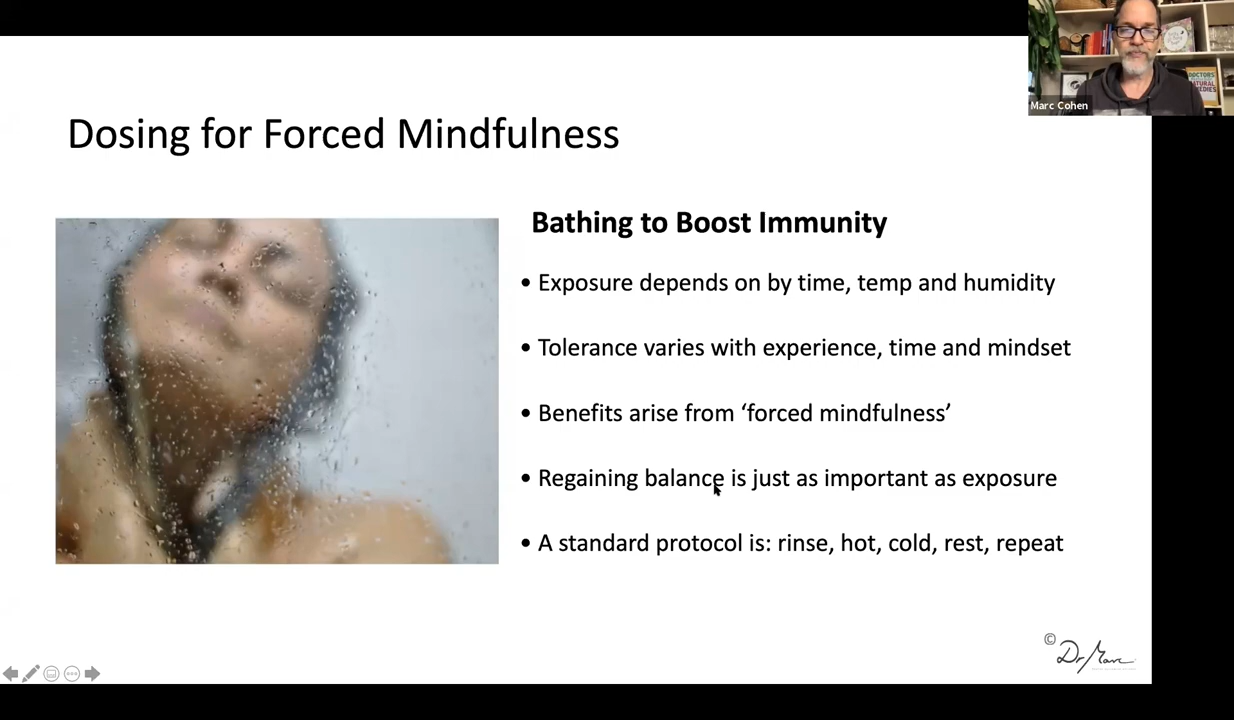 Marc Cohen
Dosing for Forced Mindfulness
Bathing to Boost Immunity
• Exposure depends on by time, temp and humidity
• Tolerance varies with experience, time and mindset
• Benefits arise from ‘forced mindfulness’
• Regaining balance is just as important as exposure
• A standard protocol is: rinse, hot, cold, rest, repeat
© Dr Marc